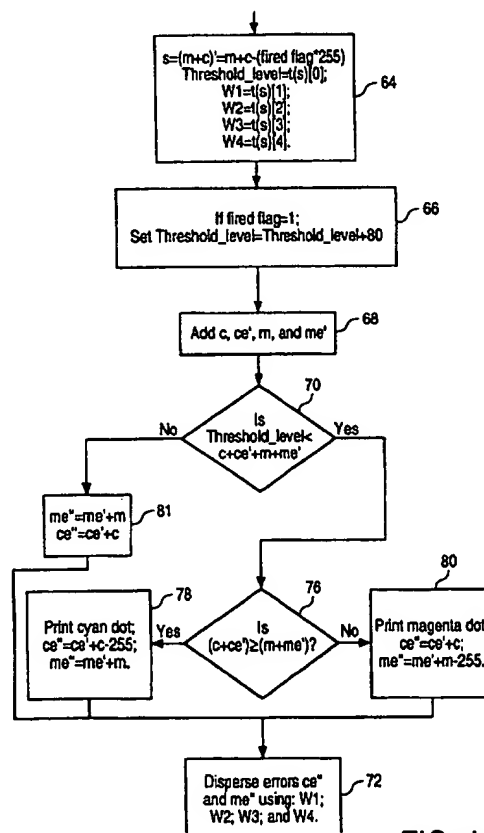 s=(m+c)'=m+c-(fired flag*255)
Threshold_level=t(s)[0];
W1=t(s)[1];
W2=t(s)[2];
W3=t(s)[3];
W4=t(s)[4].
64
If fired flag=1;
Set Threshold_level=Threshold_level+80
66
Add c, ce', m, and me'
68
70
Is
Threshold_level<
c+ce'+m+me'
No
Yes
me"=me'+m
ce"=ce'+c
81
78
Print cyan dot;
ce"=ce'+c-255;
me"=me'+m.
76
Is
(c+ce')≥(m+me')?
Yes
No
80
Print magenta dot
ce"=ce'+c;
me"=me'+m-255.
Disperse errors ce"
and me" using: W1;
W2; W3; and W4.
72